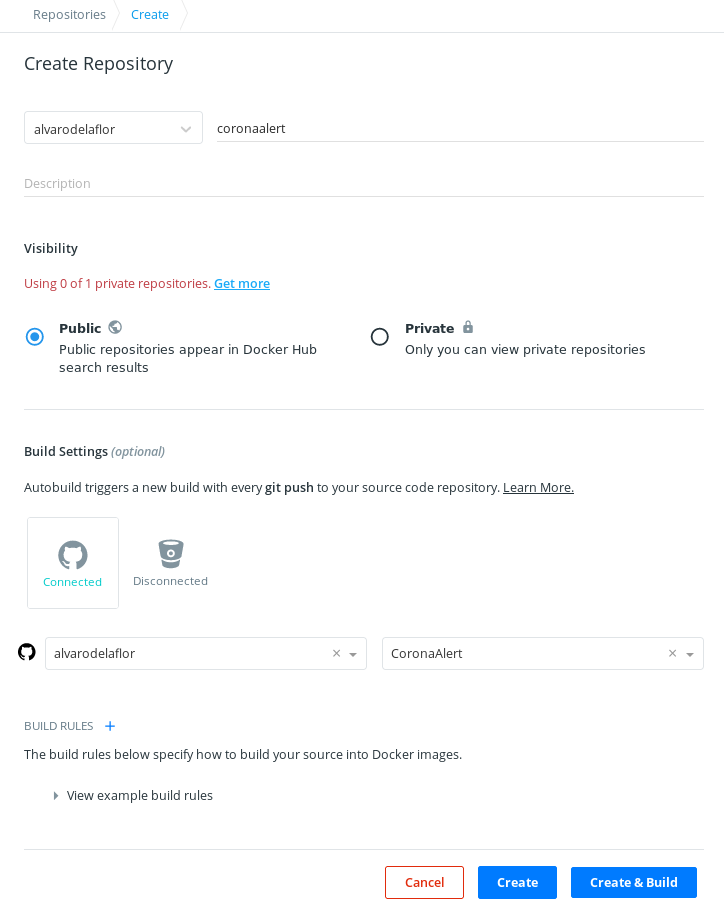 Repositories Create
Create Repository
alvarodelaflor coronaalert
Description
Visibility
Using 0 of 1 private repositories. Get more
Public
Public repositories appear in Docker Hub
search results
Private
Only you can view private repositories
Build Settings (optional)
Autobuild triggers a new build with every git push to your source code repository. Learn More.
Connected Disconnected
alvarodelaflor × CoronaAlert ×
BUILD RULES +
The build rules below specify how to build your source into Docker images.
View example build rules
Cancel Create Create & Build